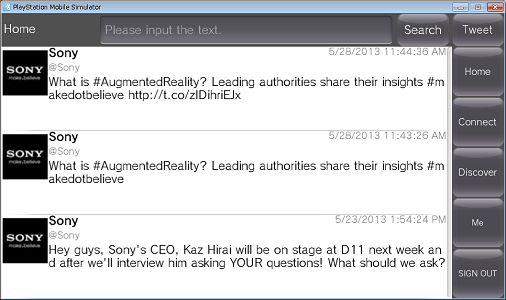 PlayStation Mobile Simulator
Home
Please input the text.
Search
Tweet
SONY
make.believe
Sony
5/28/2013 11:44:36 AM
@Sony
What is #AugmentedReality? Leading authorities share their insights #m
akedotbelieve http://t.co/zIDihriEJx
SONY
make.believe
Sony
5/28/2013 11:43:26 AM
@Sony
What is #AugmentedReality? Leading authorities share their insights #m
akedotbelieve
SONY
make.believe
Sony
5/23/2013 1:54:24 PM
@Sony
Hey guys, Sony's CEO, Kaz Hirai will be on stage at D11 next week an
d after we'll interview him asking YOUR questions! What should we ask?
Home
Connect
Discover
Me
SIGN OUT